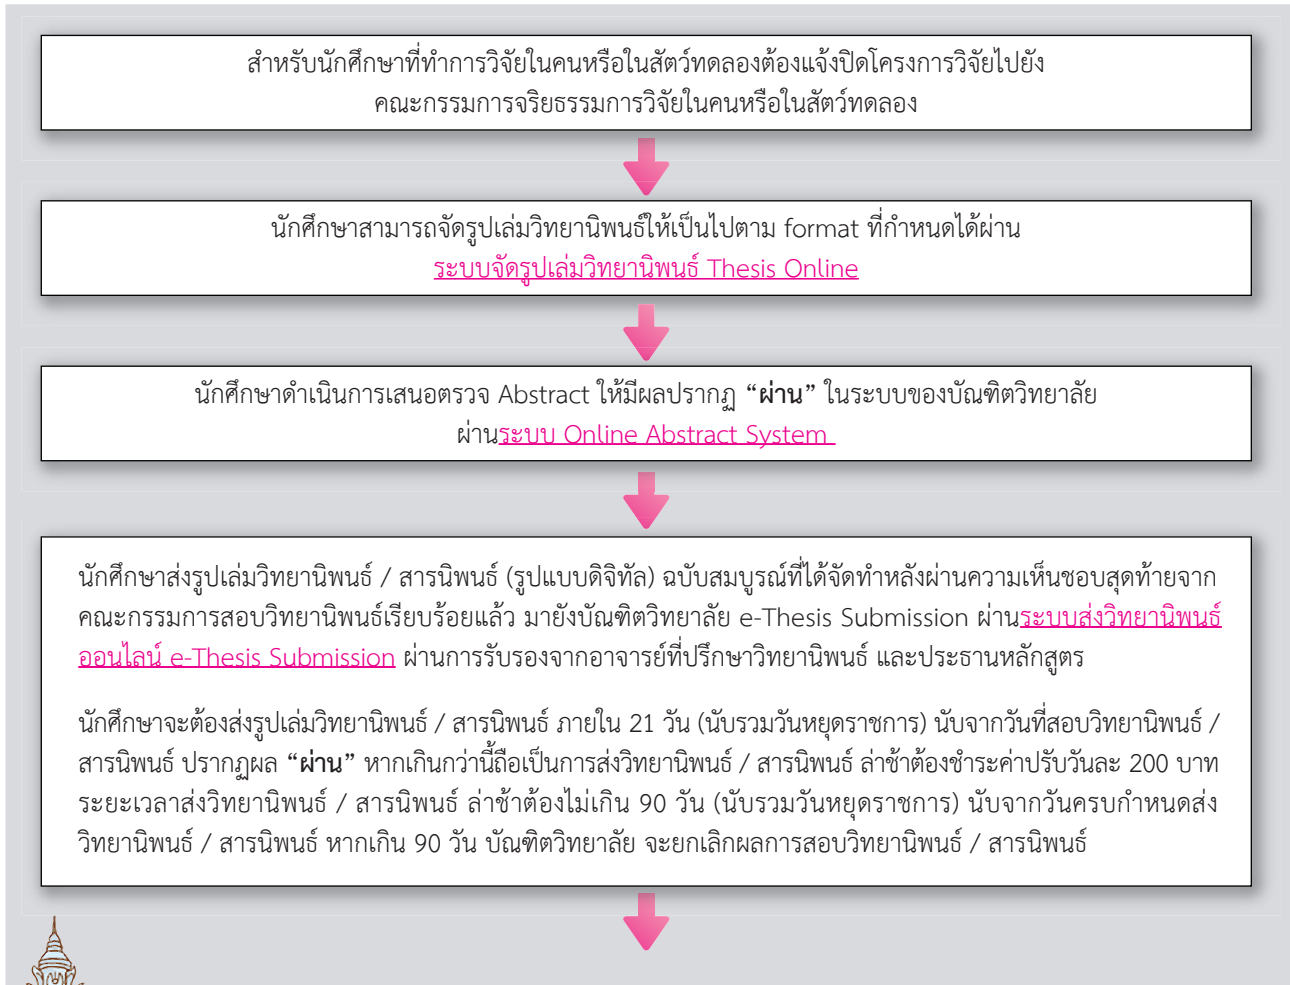 สำหรับนักศึกษาที่ทำการวิจัยในคนหรือในสัตว์ทดลองต้องแจ้งปิดโครงการวิจัยไปยัง
คณะกรรมการจริยธรรมการวิจัยในคนหรือในสัตว์ทดลอง
นักศึกษาสามารถจัดรูปเล่มวิทยานิพนธ์ให้เป็นไปตาม format ที่กำหนดได้ผ่าน
ระบบจัดรูปเล่มวิทยานิพนธ์ Thesis Online
นักศึกษาดำเนินการเสนอตรวจ Abstract ให้มีผลปรากฏ “ผ่าน” ในระบบของบัณฑิตวิทยาลัย
ผ่านระบบ Online Abstract System
นักศึกษาส่งรูปเล่มวิทยานิพนธ์ / สารนิพนธ์ (รูปแบบดิจิทัล) ฉบับสมบูรณ์ที่ได้จัดทำหลังผ่านความเห็นชอบสุดท้ายจาก
คณะกรรมการสอบวิทยานิพนธ์เรียบร้อยแล้ว มายังบัณฑิตวิทยาลัย e-Thesis Submission ผ่านระบบส่งวิทยานิพนธ์
ออนไลน์ e-Thesis Submission ผ่านการรับรองจากอาจารย์ที่ปรึกษาวิทยานิพนธ์ และประธานหลักสูตร
นักศึกษาจะต้องส่งรูปเล่มวิทยานิพนธ์ / สารนิพนธ์ ภายใน 21 วัน (นับรวมวันหยุดราชการ) นับจากวันที่สอบวิทยานิพนธ์ /
สารนิพนธ์ ปรากฏผล “ผ่าน” หากเกินกว่านี้ถือเป็นการส่งวิทยานิพนธ์ / สารนิพนธ์ ล่าช้าต้องชำระค่าปรับวันละ 200 บาท
ระยะเวลาส่งวิทยานิพนธ์ / สารนิพนธ์ ล่าช้าต้องไม่เกิน 90 วัน (นับรวมวันหยุดราชการ) นับจากวันครบกำหนดส่ง
วิทยานิพนธ์ / สารนิพนธ์ หากเกิน 90 วัน บัณฑิตวิทยาลัย จะยกเลิกผลการสอบวิทยานิพนธ์ / สารนิพนธ์